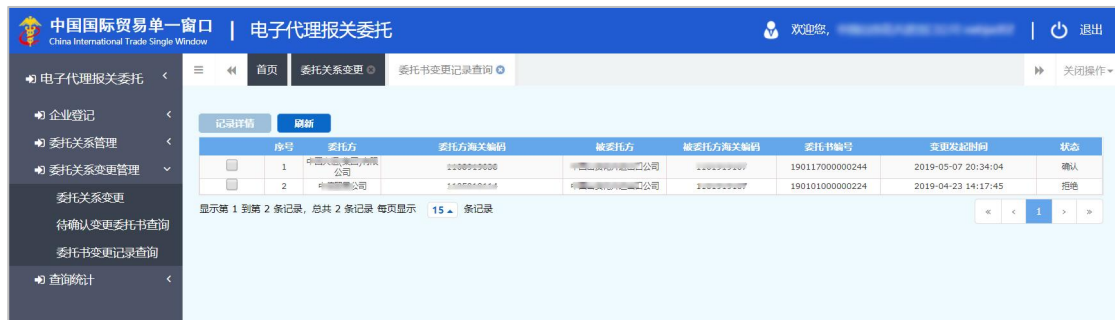 中国国际贸易单一窗口 | 电子代理报关委托 欢迎您, 退出
China International Trade Single Window
电子代理报关委托 首页 委托关系变更 委托书变更记录查询 关闭操作
企业登记
委托关系管理
委托关系变更管理
委托关系变更
待确认变更委托书查询
委托书变更记录查询
查询统计
记录详情 刷新
序号 委托方 委托方海关编码 被委托方 被委托方海关编码 委托书编号 变更发起时间 状态
1 公司 公司 190117000000244 2019-05-07 20:34:04 确认
2 公司 公司 190101000000224 2019-04-23 14:17:45 拒绝
显示第 1 到第 2 条记录, 总共 2 条记录 每页显示 15 条记录 « ‹ 1 › »